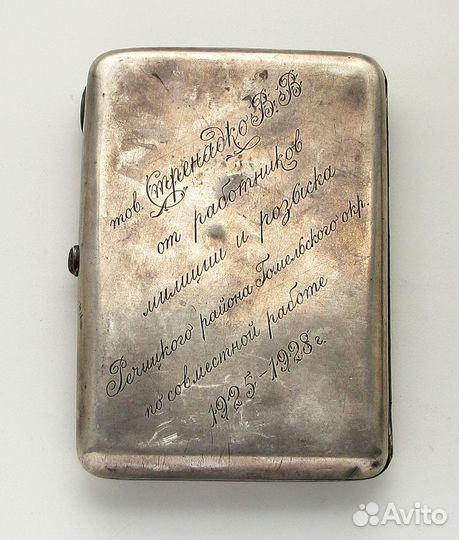 тов. Стренадко В. В
от работников
милиции и розыска
Речицкого района Гомельского окр.
по совместной работе
1925-1928 г.
Avito